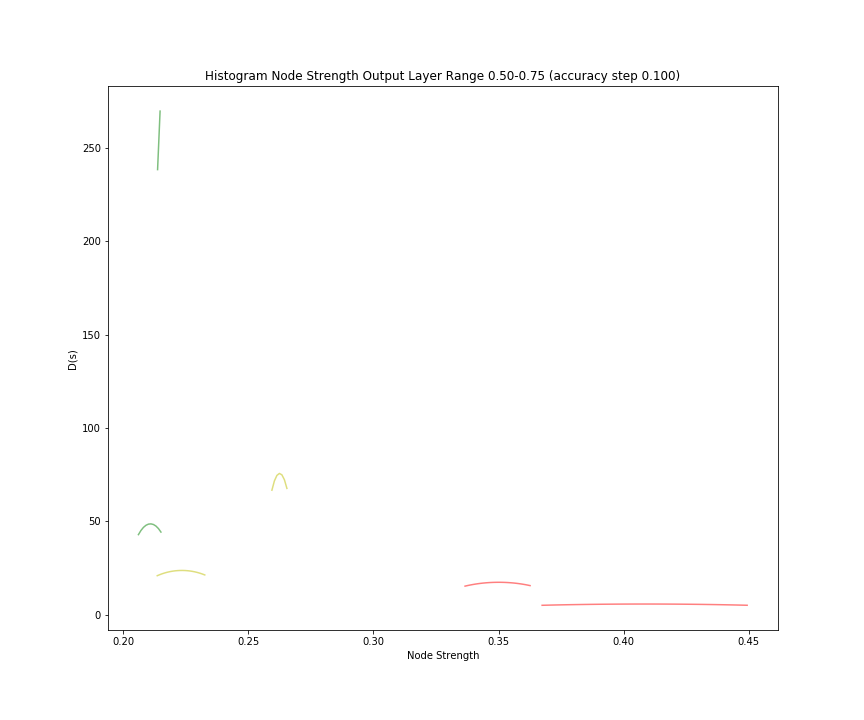 Histogram Node Strength Output Layer Range 0.50-0.75 (accuracy step 0.100)
250
200
150
100
50
0
D(s)
0.20 0.25 0.30 0.35 0.40 0.45
Node Strength